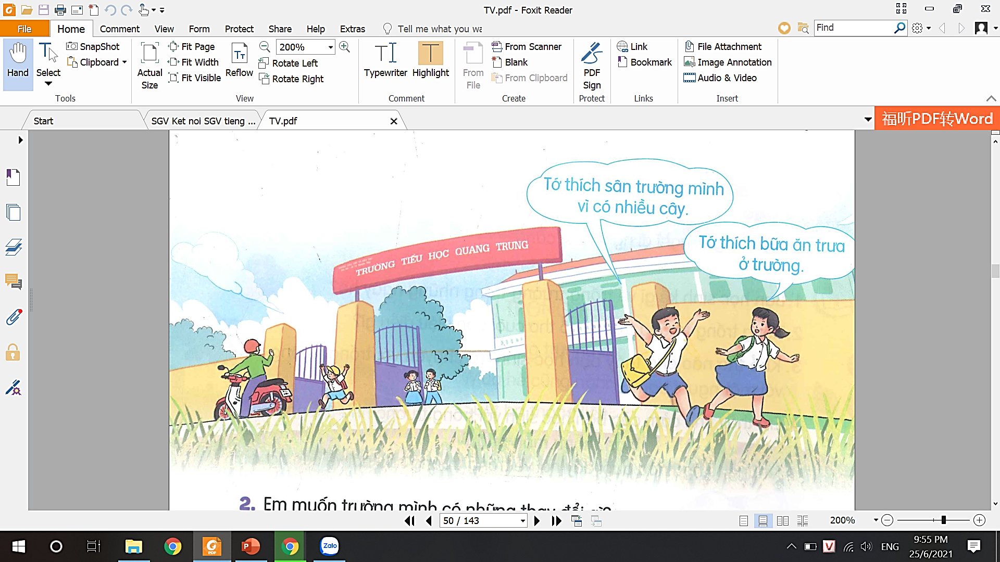 TV.pdf - Foxit Reader
File Home Comment View Form Protect Share Help Extras Tell me what you wa
Find
Hand
Select
SnapShot
Clipboard
Tools
Actual Size
Fit Page
Fit Width
Fit Visible
Reflow
200%
Rotate Left
Rotate Right
View
Typewriter
Highlight
Comment
From File
From Scanner
Blank
From Clipboard
Create
PDF Sign
Protect
Link
Bookmark
Links
File Attachment
Image Annotation
Audio & Video
Insert
Start
SGV Ket noi SGV tieng ...
TV.pdf
福昕PDF转Word
Tớ thích sân trường mình
vì có nhiều cây.
Tớ thích bữa ăn trưa
ở trường.
TRƯỜNG TIỂU HỌC QUANG TRUNG
2. Em muốn trường mình có những thay đổi gì?
50 / 143
200%
PDF
Zalo
ENG
9:55 PM
25/6/2021